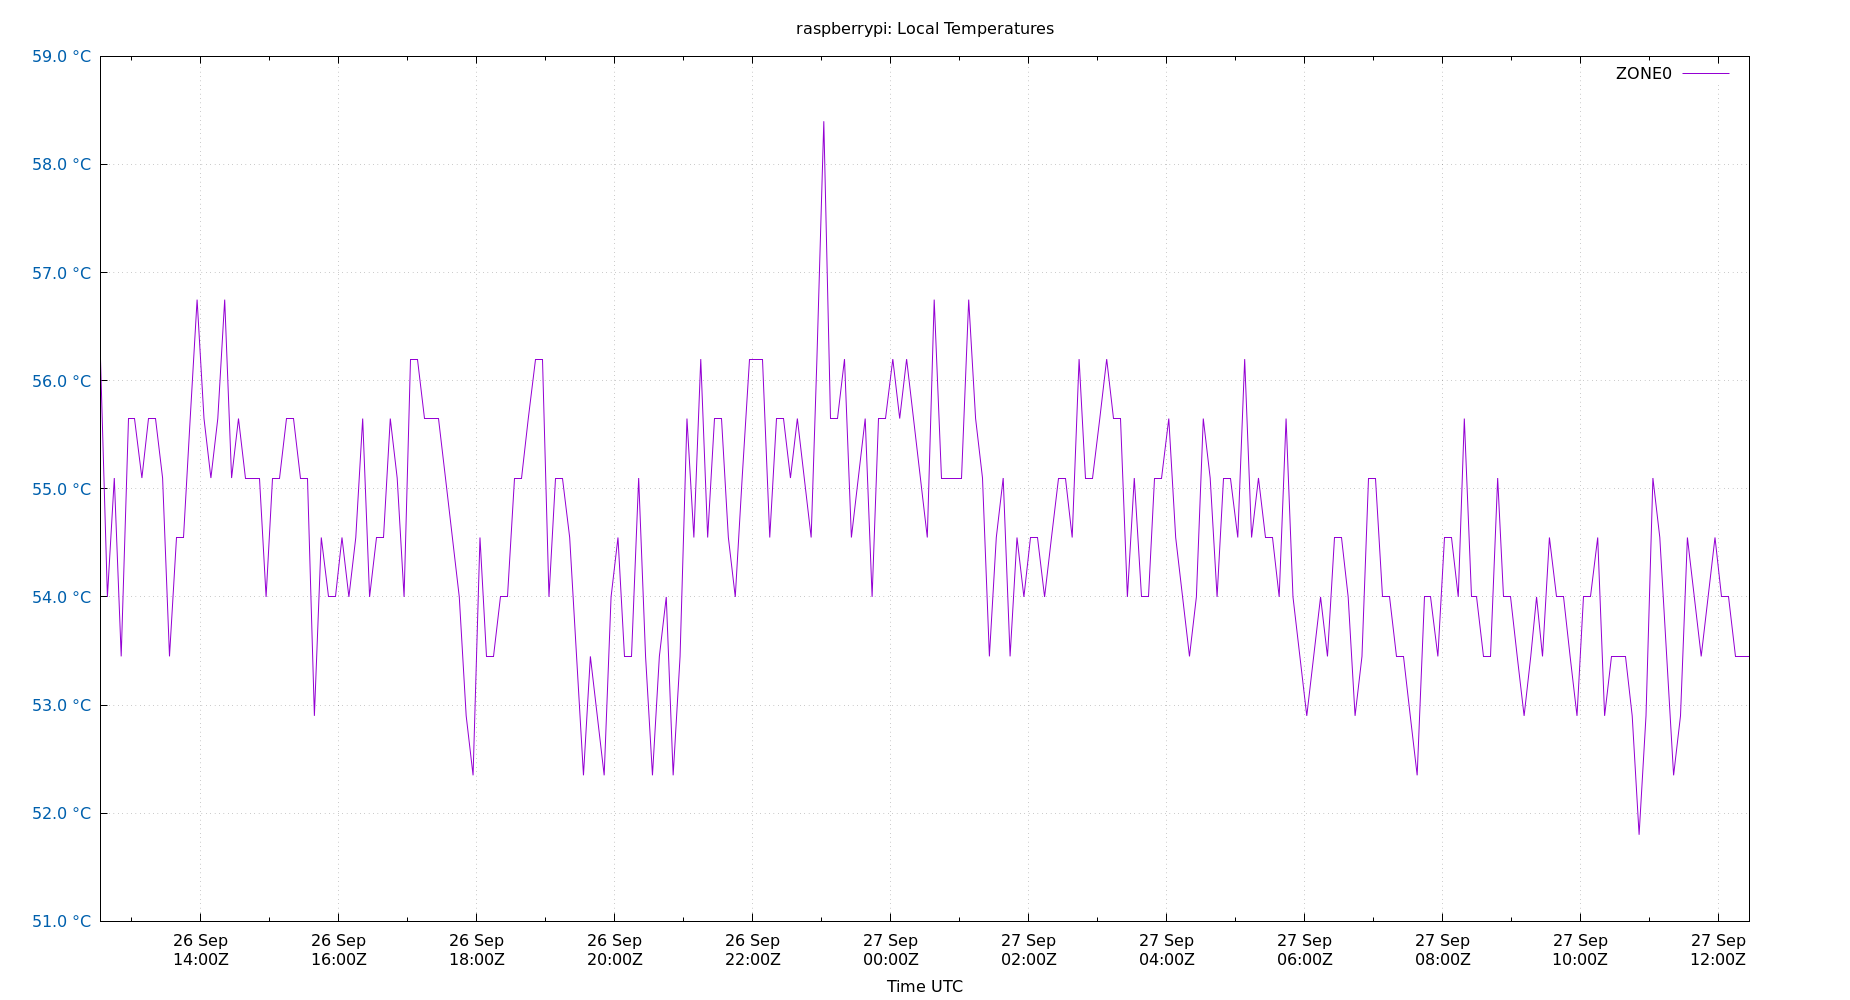 raspberrypi: Local Temperatures
59.0 °C
58.0 °C
57.0 °C
56.0 °C
55.0 °C
54.0 °C
53.0 °C
52.0 °C
51.0 °C
ZONE0
26 Sep
14:00Z
26 Sep
16:00Z
26 Sep
18:00Z
26 Sep
20:00Z
26 Sep
22:00Z
27 Sep
00:00Z
27 Sep
02:00Z
27 Sep
04:00Z
27 Sep
06:00Z
27 Sep
08:00Z
27 Sep
10:00Z
27 Sep
12:00Z
Time UTC